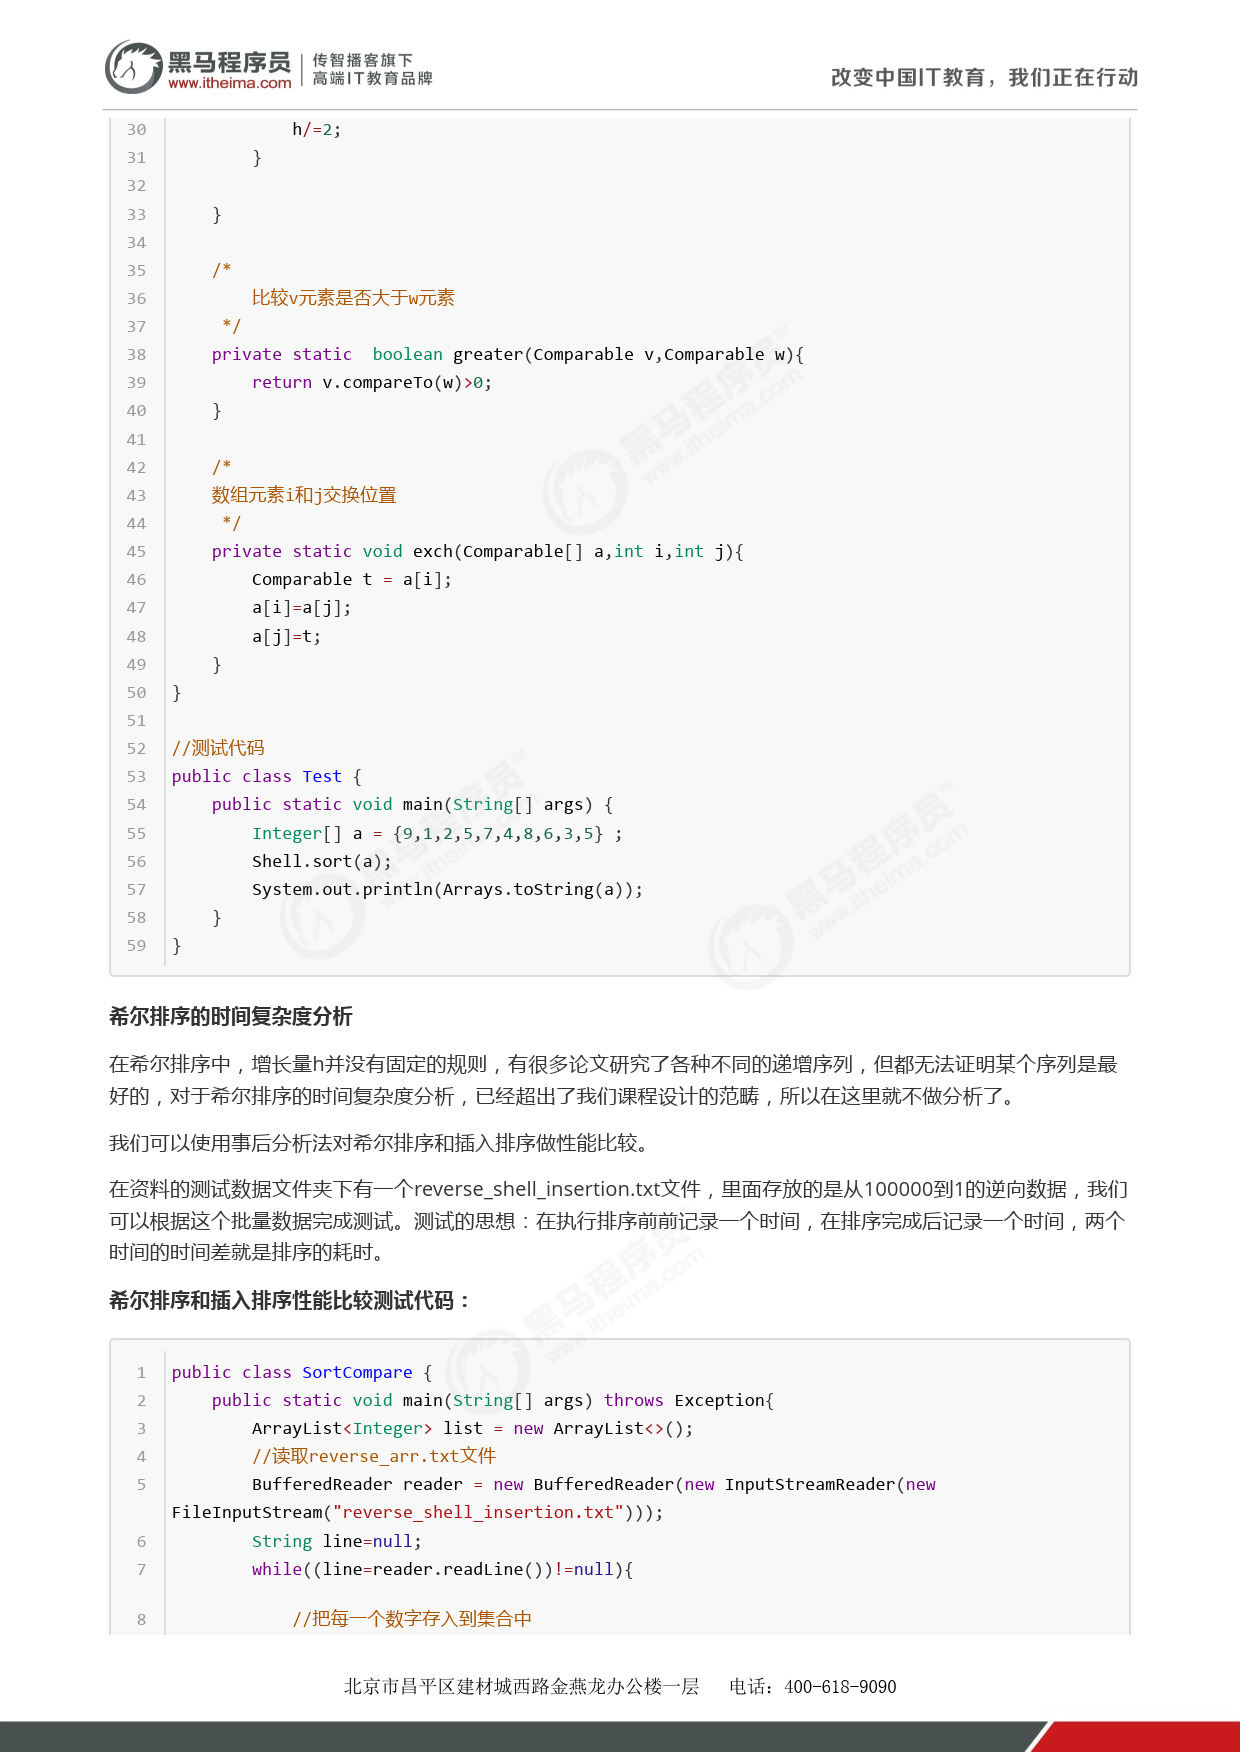 黑马程序员
www.itheima.com
传智播客旗下
高端IT教育品牌
改变中国IT教育，我们正在行动
30 h/=2;
31 }
32
33 }
34
35 /*
36 比较v元素是否大于w元素
37 */
38 private static  boolean greater(Comparable v,Comparable w){
39 return v.compareTo(w)>0;
40 }
41
42 /*
43 数组元素i和j交换位置
44 */
45 private static void exch(Comparable[] a,int i,int j){
46 Comparable t = a[i];
47 a[i]=a[j];
48 a[j]=t;
49 }
50 }
51
52 //测试代码
53 public class Test {
54 public static void main(String[] args) {
55 Integer[] a = {9,1,2,5,7,4,8,6,3,5} ;
56 Shell.sort(a);
57 System.out.println(Arrays.toString(a));
58 }
59 }
希尔排序的时间复杂度分析
在希尔排序中，增长量h并没有固定的规则，有很多论文研究了各种不同的递增序列，但都无法证明某个序列是最
好的，对于希尔排序的时间复杂度分析，已经超出了我们课程设计的范畴，所以在这里就不做分析了。
我们可以使用事后分析法对希尔排序和插入排序做性能比较。
在资料的测试数据文件夹下有一个reverse_shell_insertion.txt文件，里面存放的是从100000到1的逆向数据，我们
可以根据这个批量数据完成测试。测试的思想：在执行排序前前记录一个时间，在排序完成后记录一个时间，两个
时间的时间差就是排序的耗时。
希尔排序和插入排序性能比较测试代码：
1 public class SortCompare {
2 public static void main(String[] args) throws Exception{
3 ArrayList<Integer> list = new ArrayList<>();
4 //读取reverse_arr.txt文件
5 BufferedReader reader = new BufferedReader(new InputStreamReader(new
FileInputStream("reverse_shell_insertion.txt")));
6 String line=null;
7 while((line=reader.readLine())!=null){
8 //把每一个数字存入到集合中
北京市昌平区建材城西路金燕龙办公楼一层 电话：400-618-9090